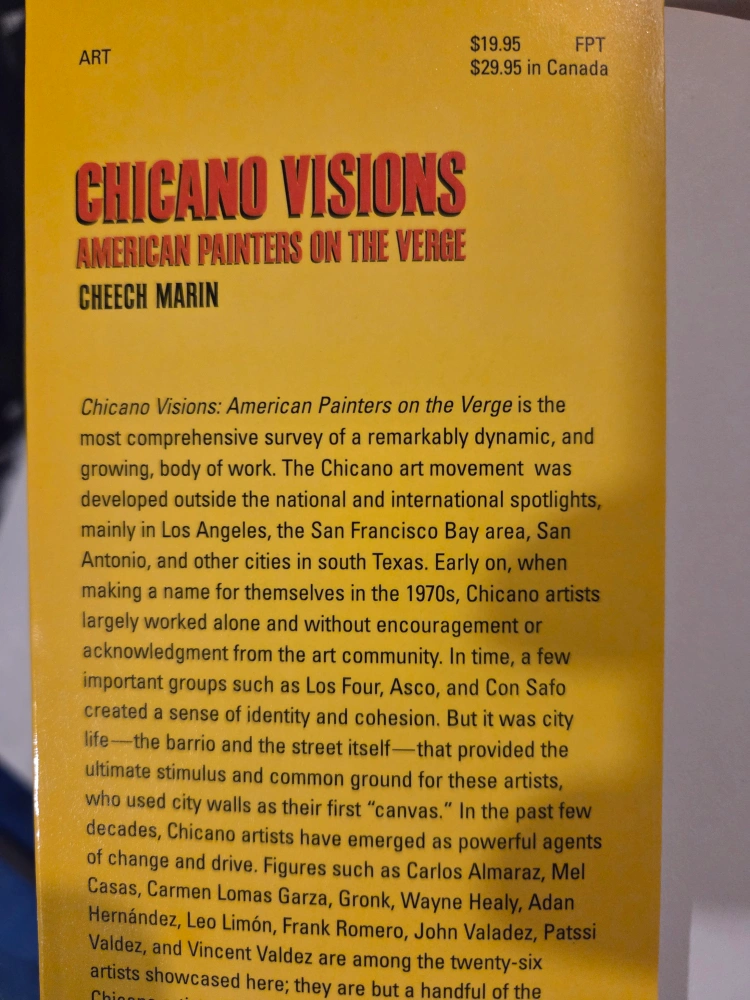 ART
$19.95 FPT
$29.95 in Canada
CHICANO VISIONS
AMERICAN PAINTERS ON THE VERGE
CHEECH MARIN
Chicano Visions: American Painters on the Verge is the
most comprehensive survey of a remarkably dynamic, and
growing, body of work. The Chicano art movement was
developed outside the national and international spotlights,
mainly in Los Angeles, the San Francisco Bay area, San
Antonio, and other cities in south Texas. Early on, when
making a name for themselves in the 1970s, Chicano artists
largely worked alone and without encouragement or
acknowledgment from the art community. In time, a few
important groups such as Los Four, Asco, and Con Safo
created a sense of identity and cohesion. But it was city
life—the barrio and the street itself—that provided the
ultimate stimulus and common ground for these artists,
who used city walls as their first “canvas.” In the past few
decades, Chicano artists have emerged as powerful agents
of change and drive. Figures such as Carlos Almaraz, Mel
Casas, Carmen Lomas Garza, Gronk, Wayne Healy, Adan
Hernández, Leo Limón, Frank Romero, John Valadez, Patssi
Valdez, and Vincent Valdez are among the twenty-six
artists showcased here; they are but a handful of the